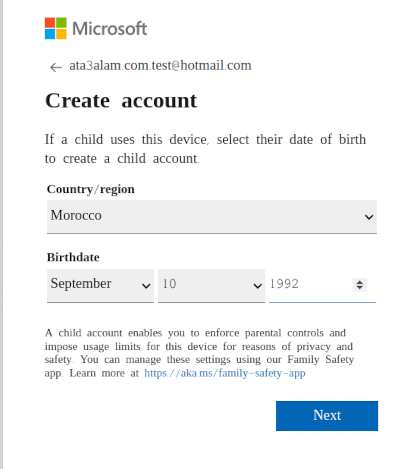 Microsoft
← ata3alam.com.test@hotmail.com
Create account
If a child uses this device, select their date of birth
to create a child account.
Country/region
Morocco
Birthdate
September 10 1992
A child account enables you to enforce parental controls and
impose usage limits for this device for reasons of privacy and
safety. You can manage these settings using our Family Safety
app. Learn more at https://aka.ms/family-safety-app
Next